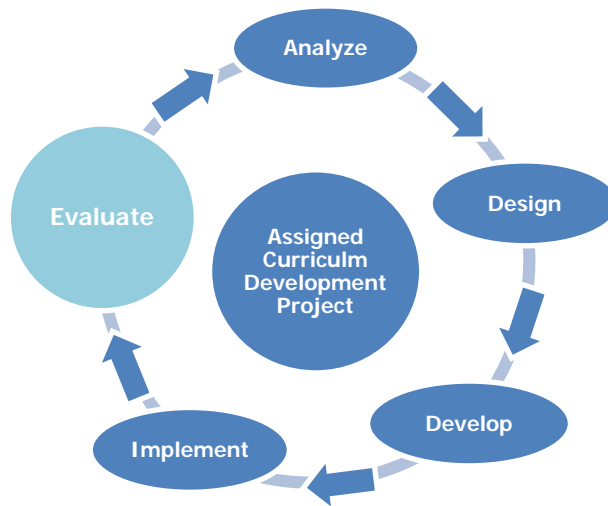 Analyze
Design
Develop
Implement
Evaluate
Assigned
Curriculm
Development
Project